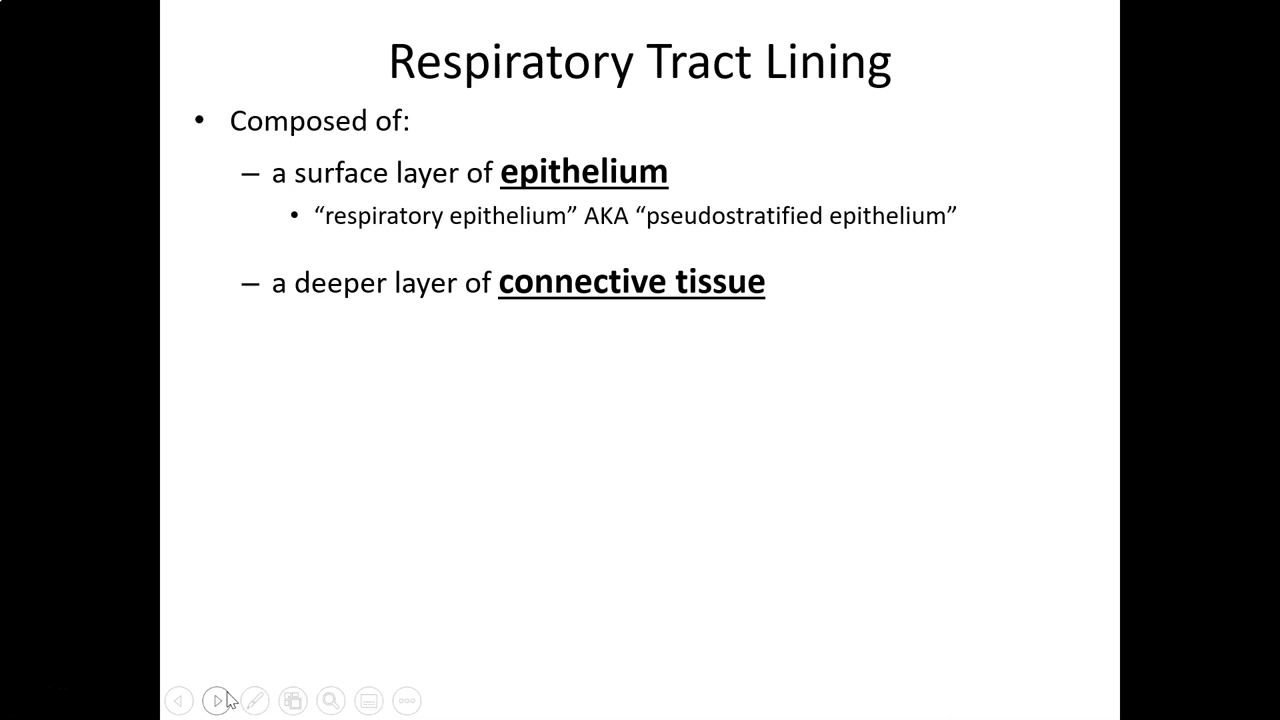 Respiratory Tract Lining
• Composed of:
– a surface layer of epithelium
• “respiratory epithelium” AKA “pseudostratified epithelium”
– a deeper layer of connective tissue